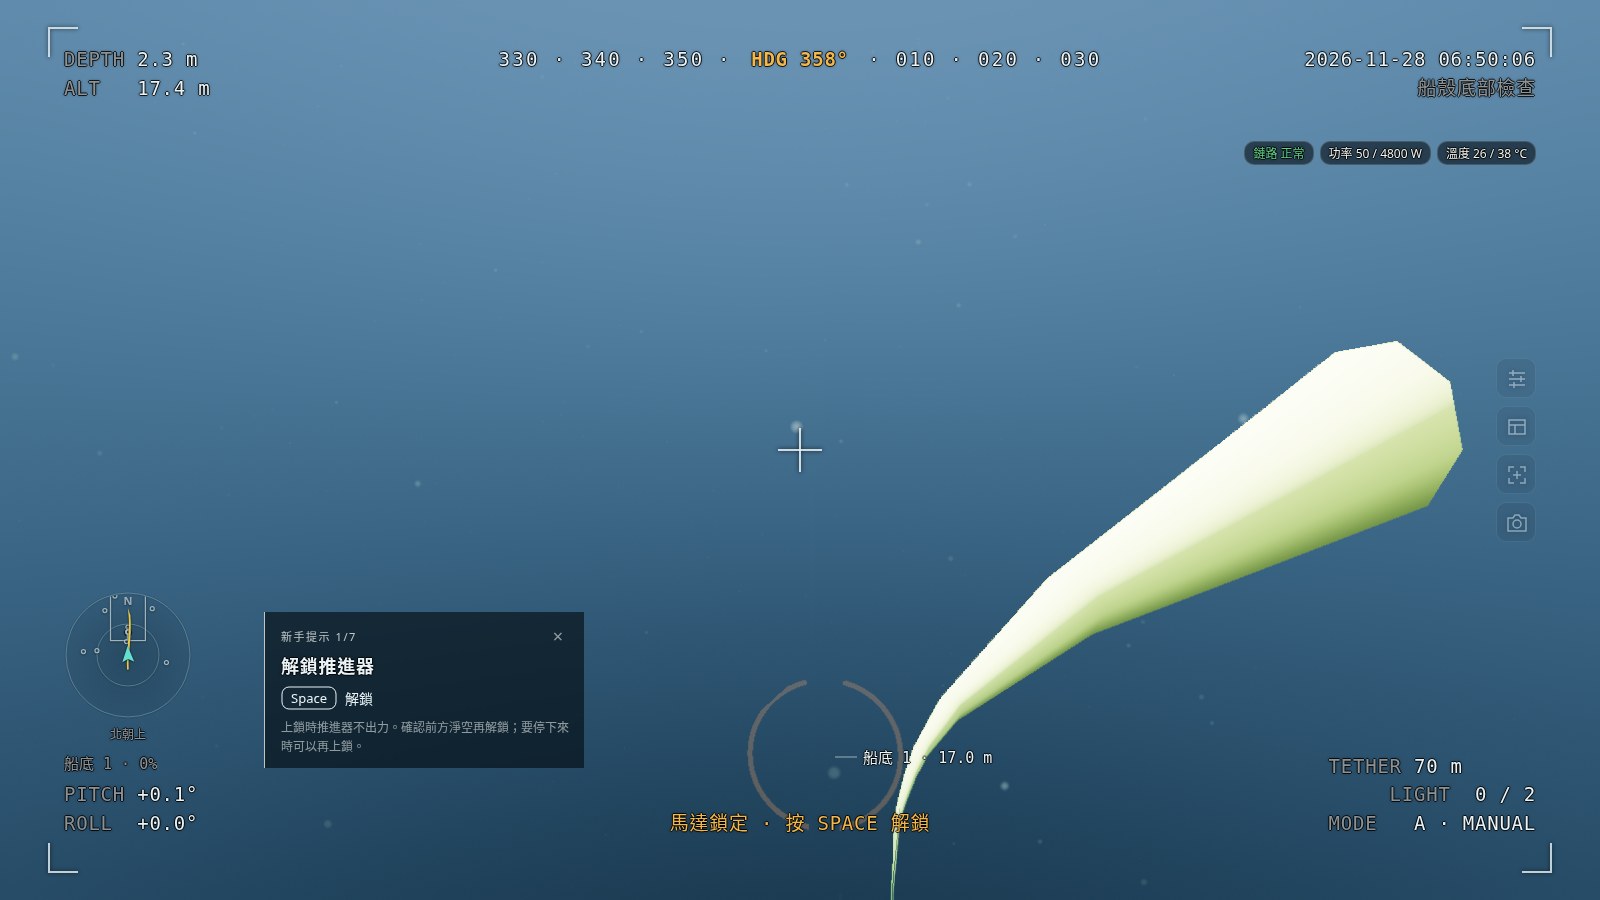 DEPTH 2.3 m
ALT 17.4 m
330 · 340 · 350 · HDG 358° · 010 · 020 · 030
2026-11-28 06:50:06
船殼底部檢查
鏈路 正常
功率 50 / 4800 W
溫度 26 / 38 °C
N
北朝上
船底 1 · 0%
PITCH +0.1°
ROLL +0.0°
新手提示 1/7
×
解鎖推進器
Space 解鎖
上鎖時推進器不出力。確認前方淨空再解鎖；要停下來
時可以再上鎖。
船底 1 · 17.0 m
馬達鎖定 · 按 SPACE 解鎖
TETHER 70 m
LIGHT 0 / 2
MODE A · MANUAL